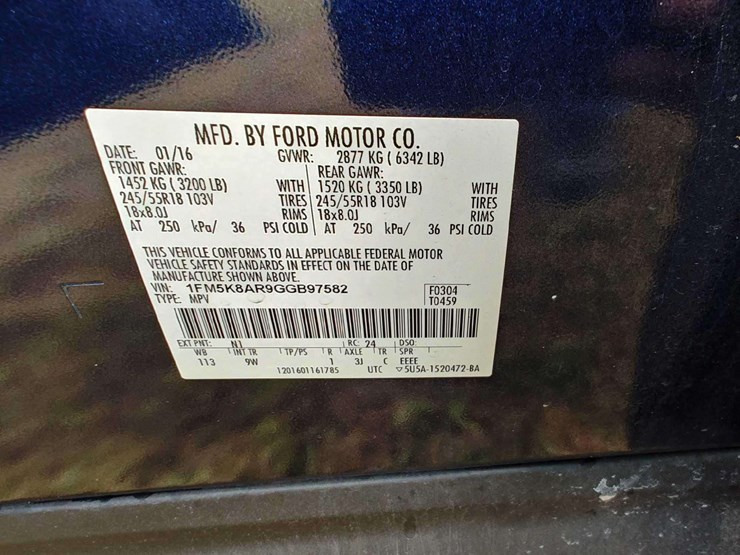 MFD. BY FORD MOTOR CO.
DATE: 01/16 GVWR: 2877 KG ( 6342 LB)
FRONT GAWR: REAR GAWR:
1452 KG ( 3200 LB) WITH 1520 KG ( 3350 LB) WITH
245/55R18 103V TIRES 245/55R18 103V TIRES
18x8.0J RIMS 18x8.0J RIMS
AT 250 kPa/ 36 PSI COLD AT 250 kPa/ 36 PSI COLD
THIS VEHICLE CONFORMS TO ALL APPLICABLE FEDERAL MOTOR
VEHICLE SAFETY STANDARDS IN EFFECT ON THE DATE OF
MANUFACTURE SHOWN ABOVE.
VIN: 1FM5K8AR9GGB97582 F0304
TYPE: MPV T0459
EXT PNT: N1 RC: 24 DSO:
WB INT TR TP/PS R AXLE TR SPR
113 9W 1 3J C EEEE
1201601161785 UTC ▽5U5A-1520472-BA